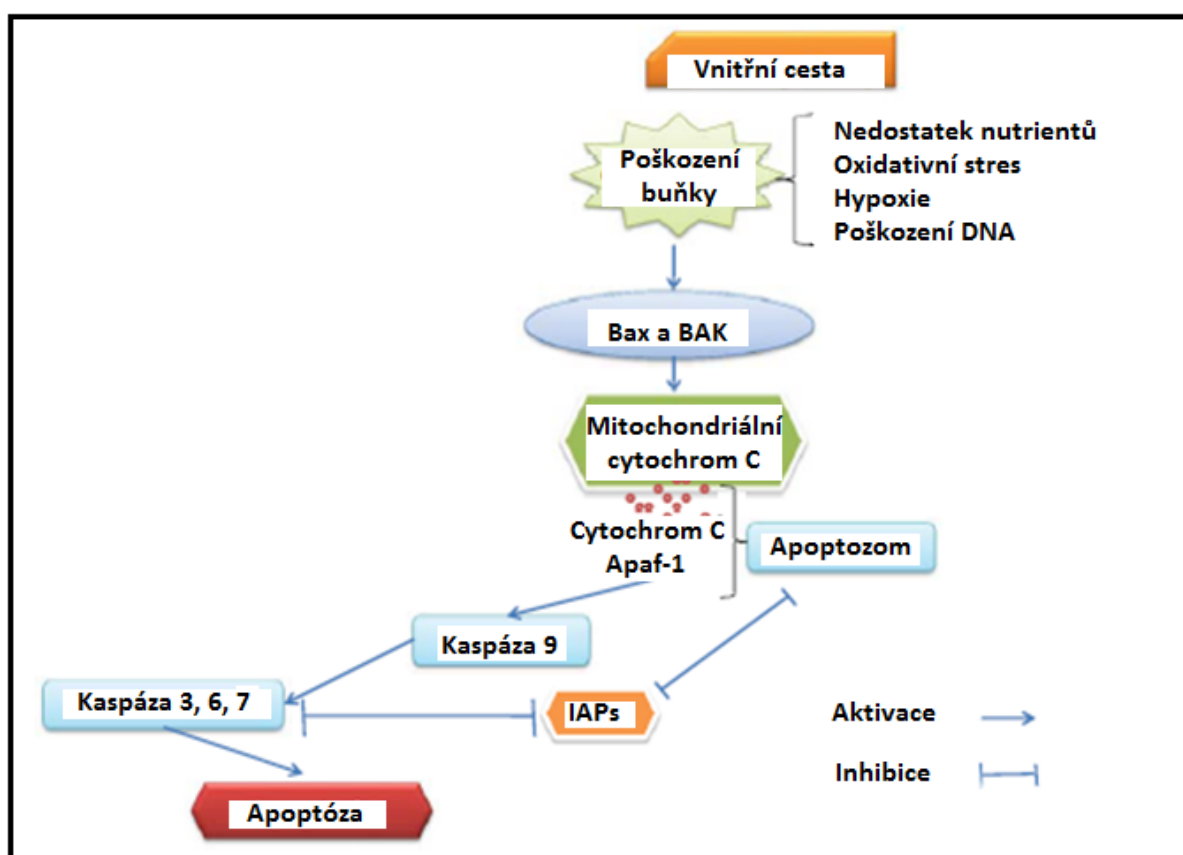 Vnitřní cesta
Poškození
buňky
Nedostatek nutrientů
Oxidativní stres
Hypoxie
Poškození DNA
Bax a BAK
Mitochondriální
cytochrom C
Cytochrom C
Apaf-1
Apoptozom
Kaspáza 9
Kaspáza 3, 6, 7
IAPs
Aktivace
Inhibice
Apoptóza